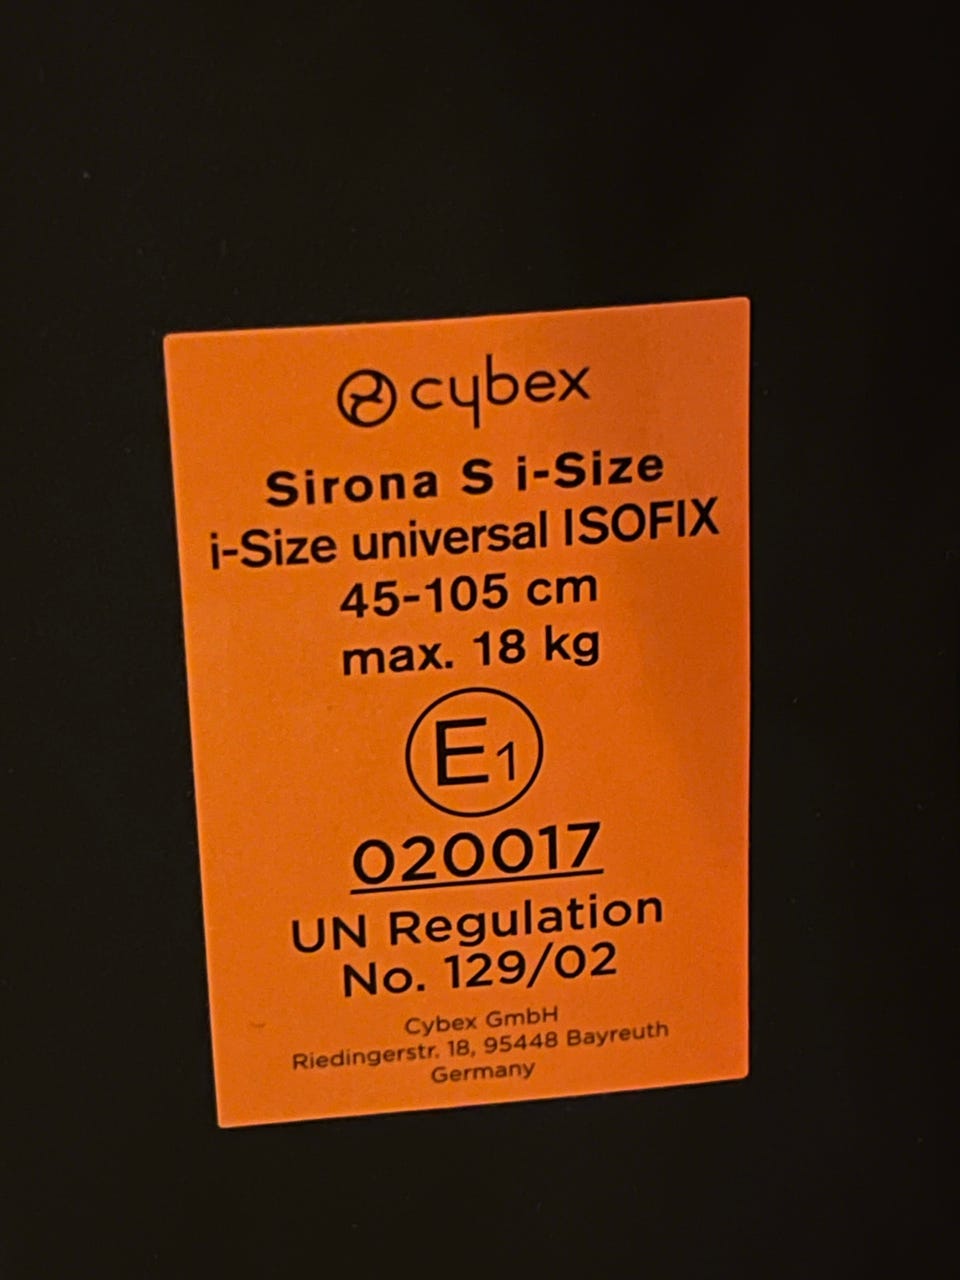 cybex
Sirona S i-Size
i-Size universal ISOFIX
45-105 cm
max. 18 kg
E1
020017
UN Regulation
No. 129/02
Cybex GmbH
Riedingerstr. 18, 95448 Bayreuth
Germany